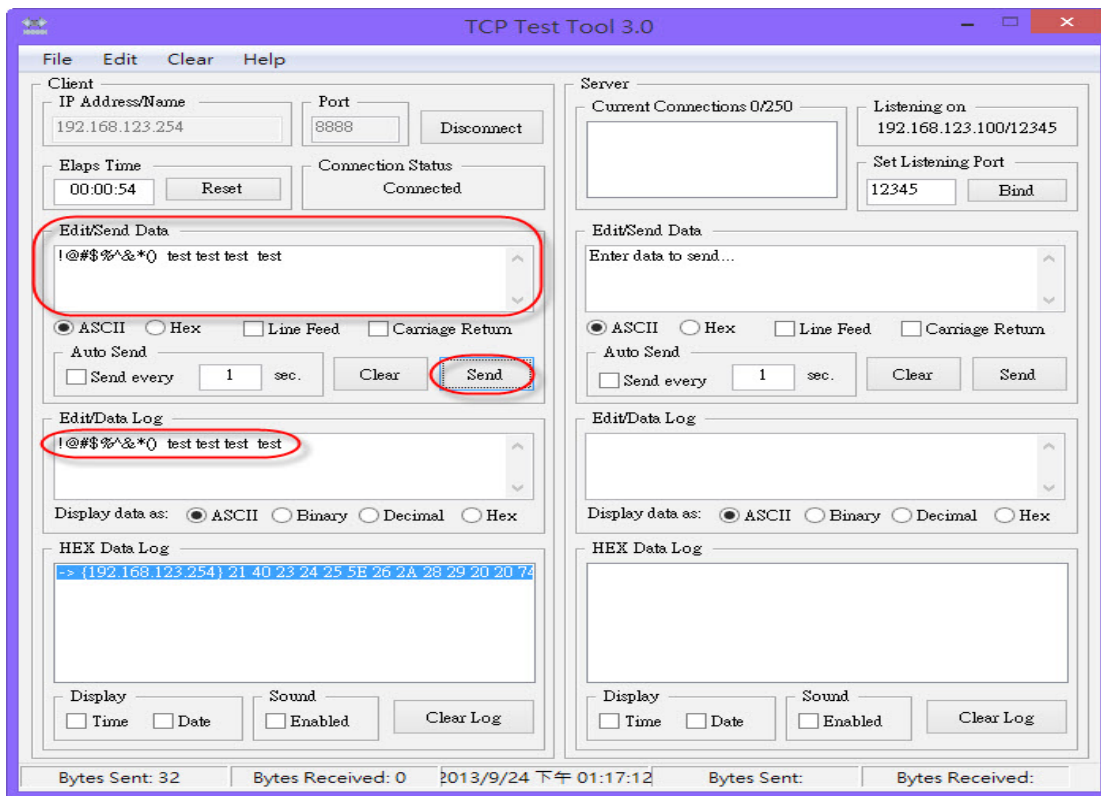 TCP Test Tool 3.0
File Edit Clear Help
Client
IP Address/Name
192.168.123.254
Port
8888
Disconnect
Elaps Time
00:00:54
Reset
Connection Status
Connected
Edit/Send Data
!@#$%^&*()  test test test  test
ASCII Hex Line Feed Carriage Return
Auto Send
Send every 1 sec.
Clear
Send
Edit/Data Log
!@#$%^&*()  test test test  test
Display data as: ASCII Binary Decimal Hex
HEX Data Log
-> {192.168.123.254} 21 40 23 24 25 5E 26 2A 28 29 20 20 74
Display
Time Date
Sound
Enabled
Clear Log
Server
Current Connections 0/250
Listening on
192.168.123.100/12345
Set Listening Port
12345
Bind
Edit/Send Data
Enter data to send...
ASCII Hex Line Feed Carriage Return
Auto Send
Send every 1 sec.
Clear
Send
Edit/Data Log
Display data as: ASCII Binary Decimal Hex
HEX Data Log
Display
Time Date
Sound
Enabled
Clear Log
Bytes Sent: 32
Bytes Received: 0
2013/9/24 下午 01:17:12
Bytes Sent:
Bytes Received: